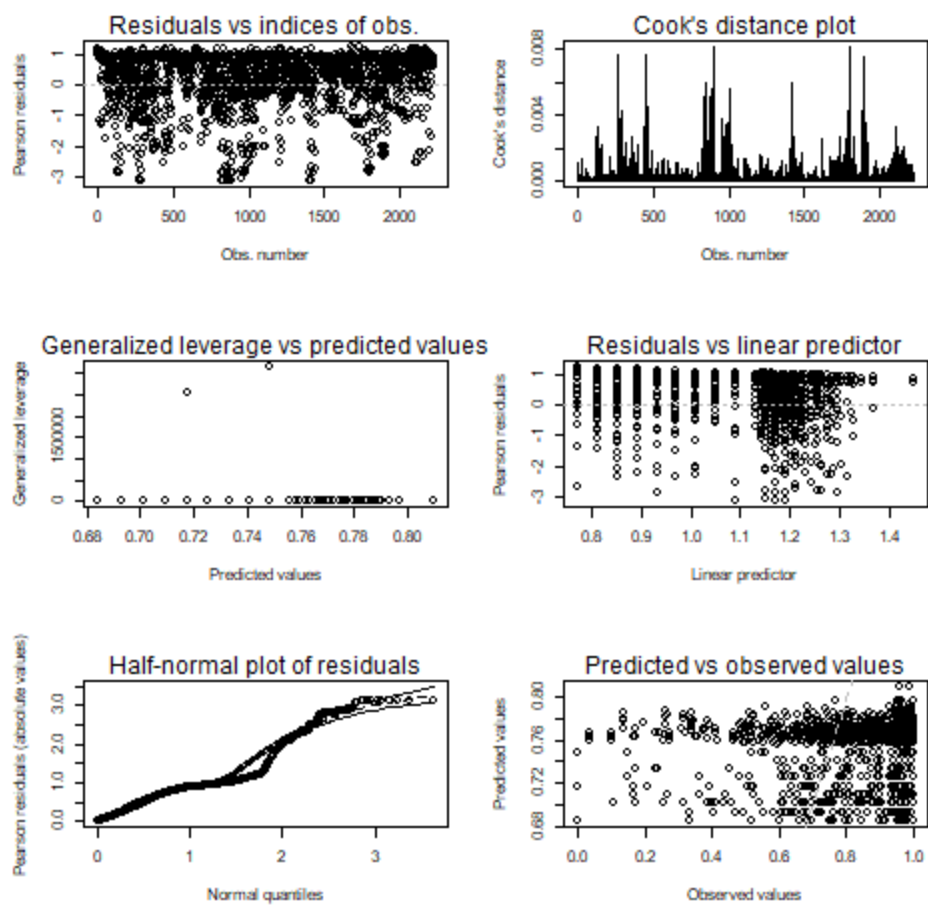 Residuals vs indices of obs.
Pearson residuals
1
0
-1
-2
-3
0 500 1000 1500 2000
Obs. number
Cook's distance plot
Cook's distance
0.008
0.004
0.000
0 500 1000 1500 2000
Obs. number
Generalized leverage vs predicted values
Generalized leverage
1500000
0
0.68 0.70 0.72 0.74 0.76 0.78 0.80
Predicted values
Residuals vs linear predictor
Pearson residuals
1
0
-1
-2
-3
0.8 0.9 1.0 1.1 1.2 1.3 1.4
Linear predictor
Half-normal plot of residuals
Pearson residuals (absolute values)
3.0
2.0
1.0
0.0
0 1 2 3
Normal quantiles
Predicted vs observed values
Predicted values
0.80
0.76
0.72
0.68
0.0 0.2 0.4 0.6 0.8 1.0
Observed values